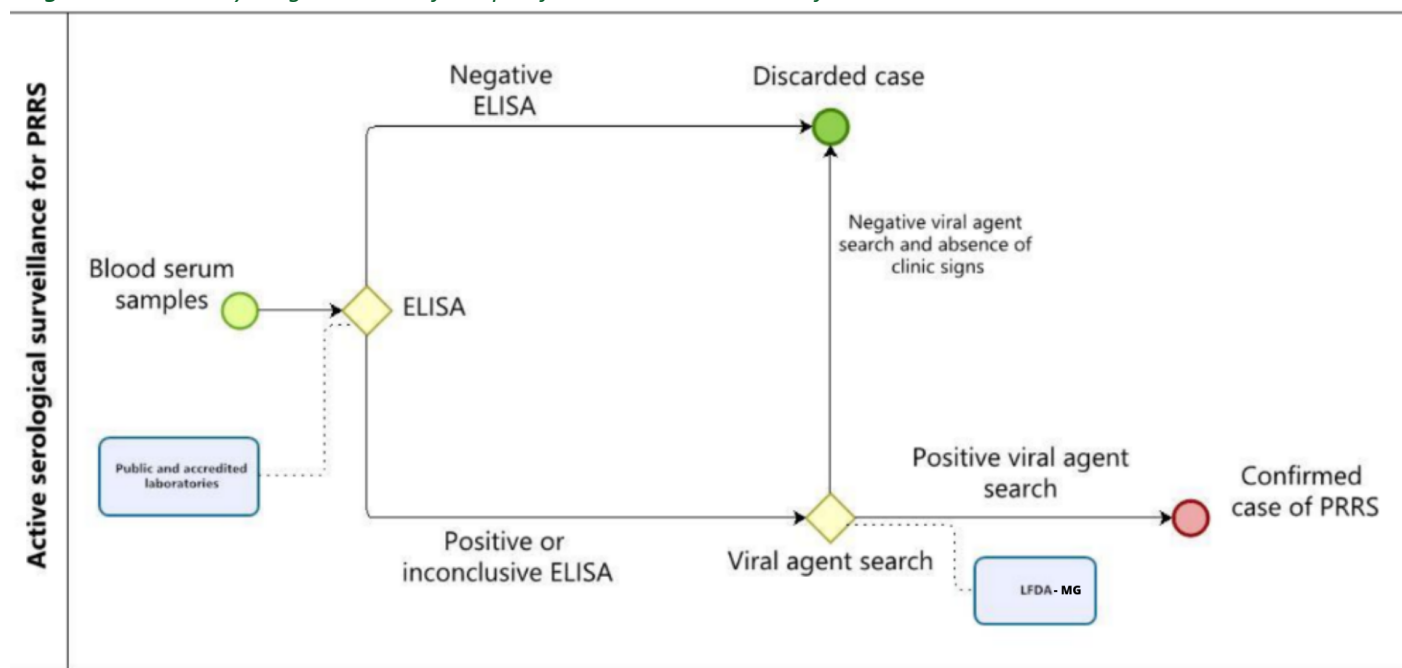 Active serological surveillance for PRRS
Negative
ELISA
Discarded case
Negative viral agent
search and absence of
clinic signs
Blood serum
samples
ELISA
Public and accredited
laboratories
Positive viral agent
search
Confirmed
case of PRRS
Positive or
inconclusive ELISA
Viral agent search
LFDA- MG